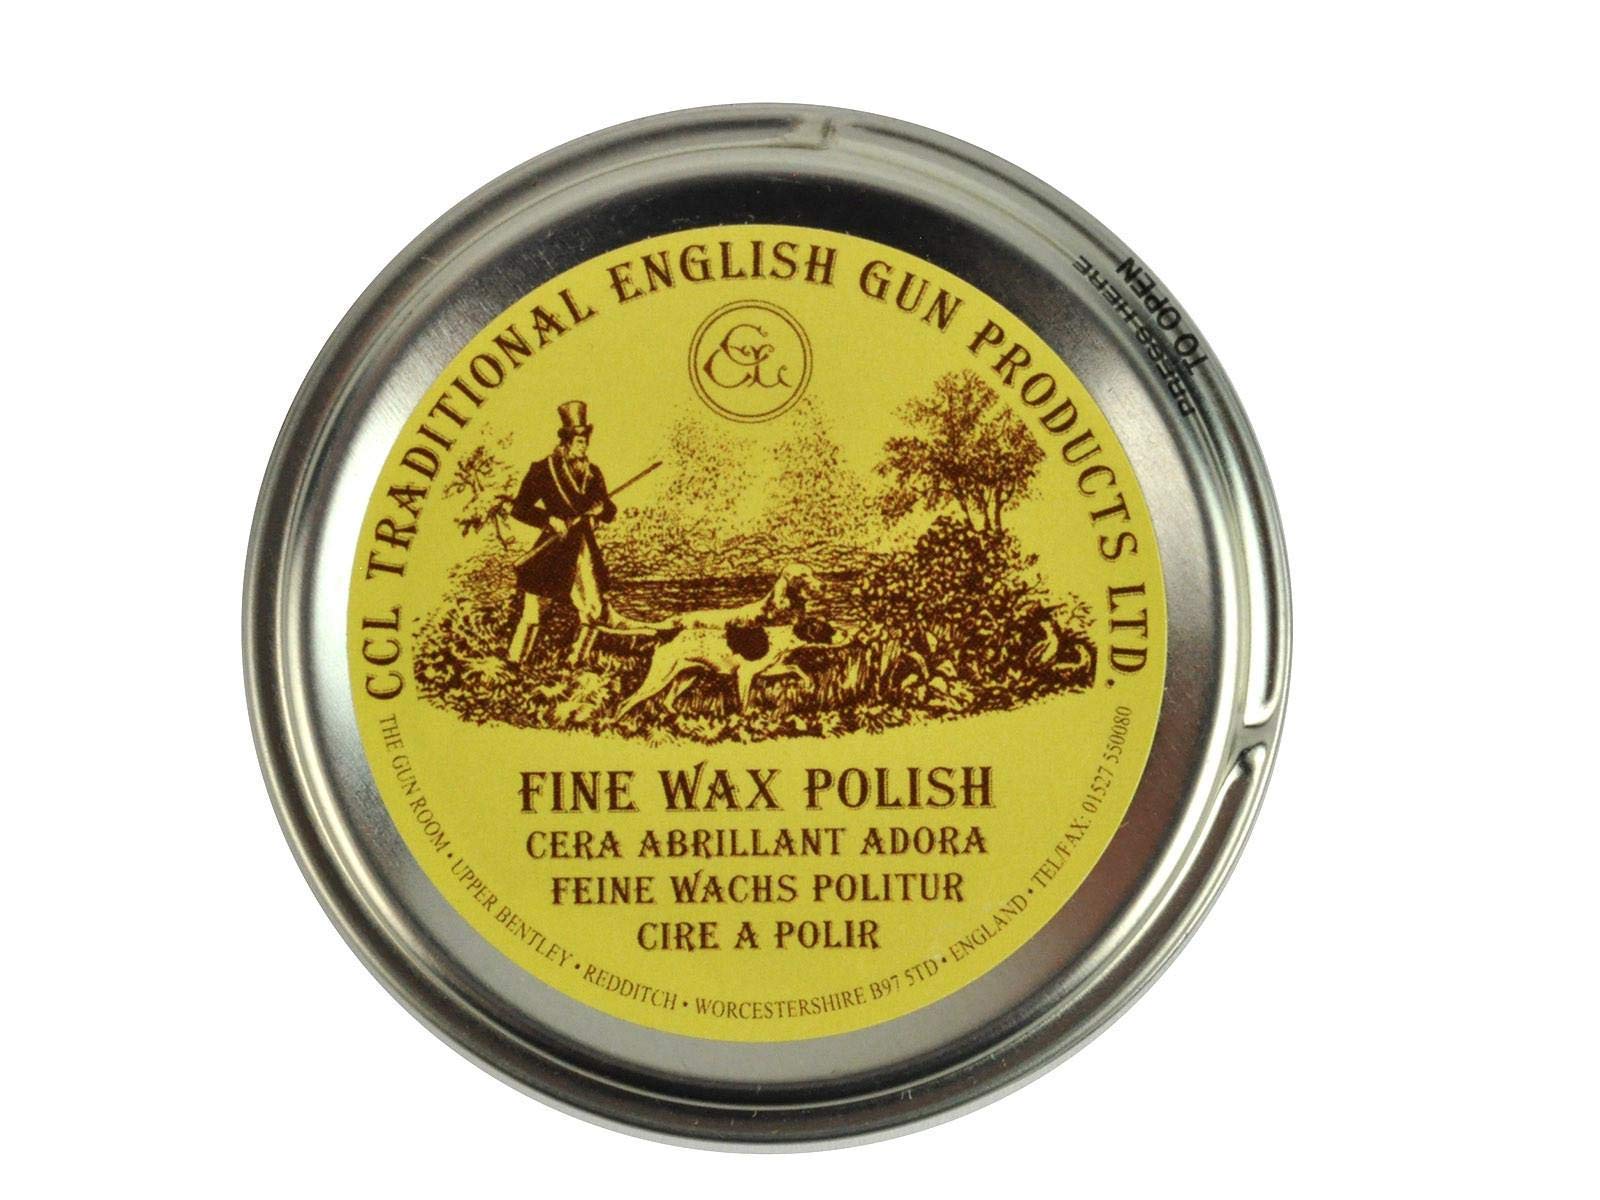 CCL TRADITIONAL ENGLISH GUN PRODUCTS LTD.
FINE WAX POLISH
CERA ABRILLANT ADORA
FEINE WACHS POLITUR
CIRE A POLIR
THE GUN ROOM • UPPER BENTLEY • REDDITCH • WORCESTERSHIRE B97 5TD • ENGLAND • TEL/FAX: 01527 550080
PRESS HERE
TO OPEN